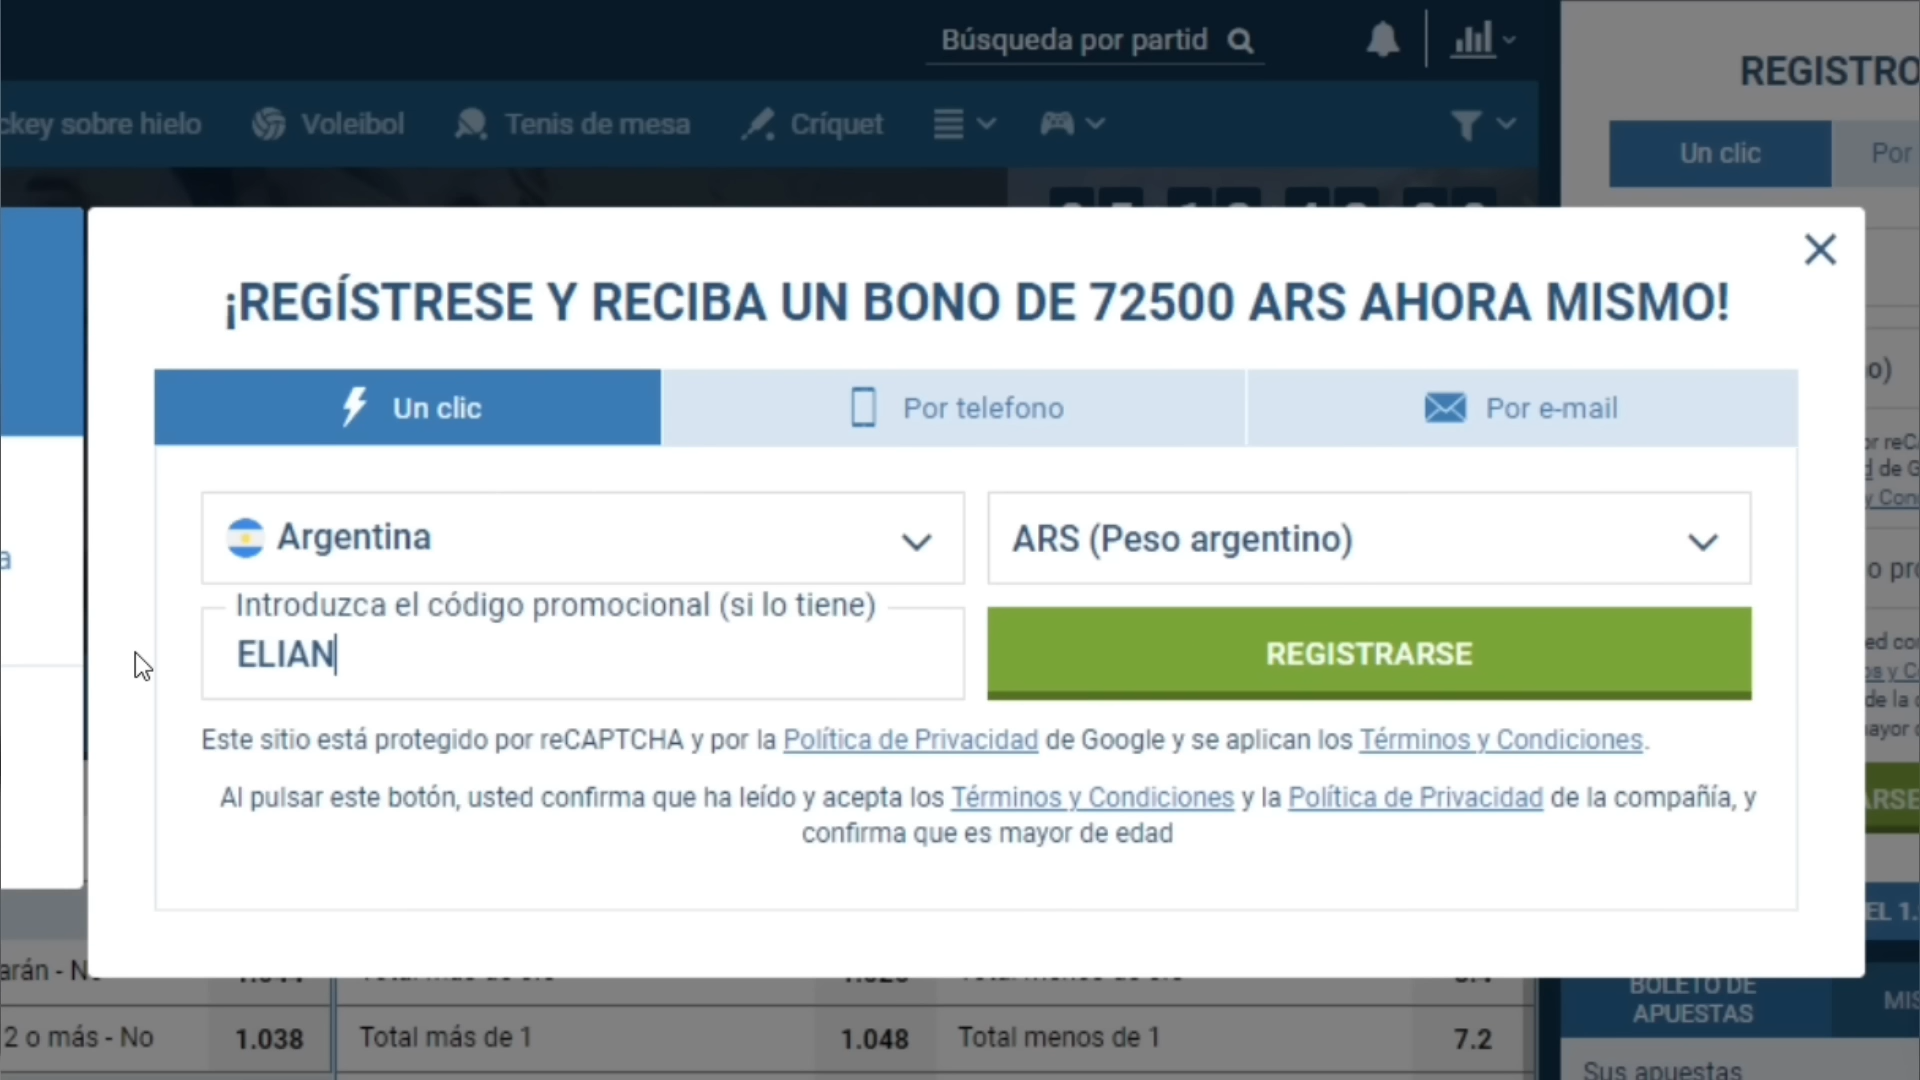 Búsqueda por partid
REGISTRO
ckey sobre hielo
Voleibol
Tenis de mesa
Críquet
Un clic
Por
¡REGÍSTRESE Y RECIBA UN BONO DE 72500 ARS AHORA MISMO!
Un clic
Por telefono
Por e-mail
Argentina
ARS (Peso argentino)
Introduzca el código promocional (si lo tiene)
ELIAN
REGISTRARSE
Este sitio está protegido por reCAPTCHA y por la Política de Privacidad de Google y se aplican los Términos y Condiciones.
Al pulsar este botón, usted confirma que ha leído y acepta los Términos y Condiciones y la Política de Privacidad de la compañía, y
confirma que es mayor de edad
BOLETO DE
APUESTAS
2 o más - No
1.038
Total más de 1
1.048
Total menos de 1
7.2
Sus apuestas